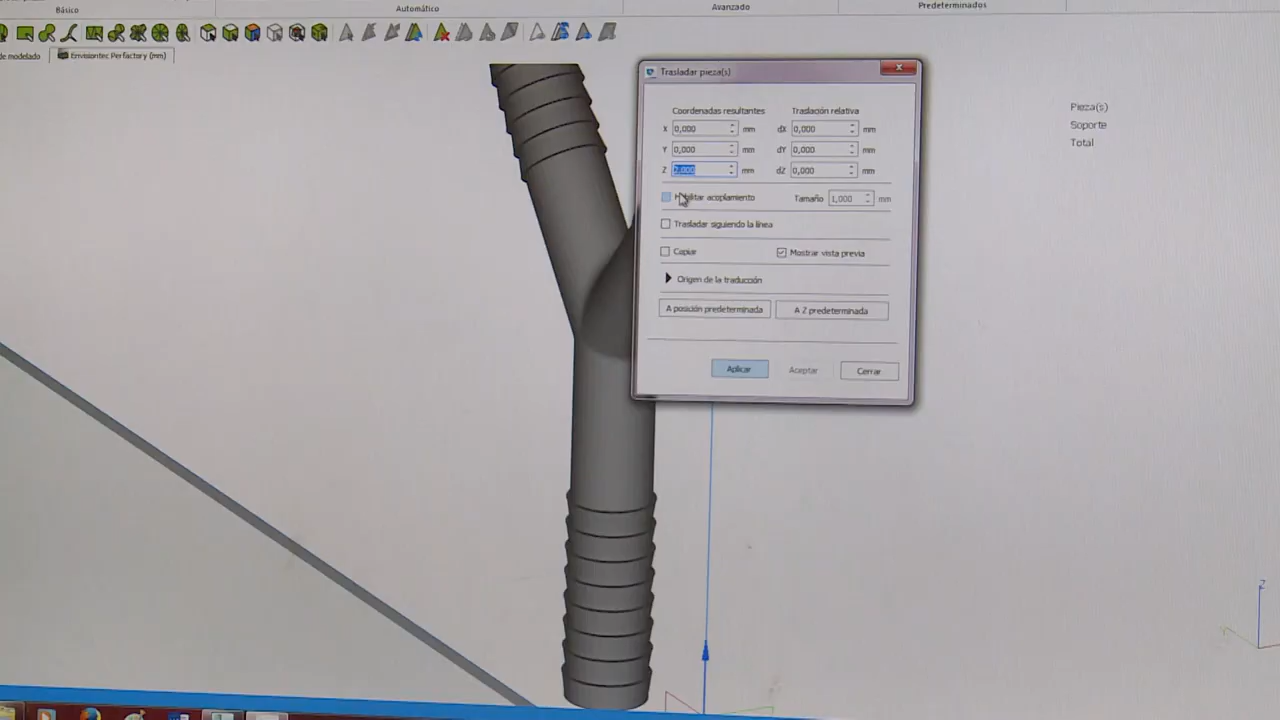 Básico Automático Avanzado Predeterminados
de modelado Envisiontec Perfactory (mm)
Trasladar pieza(s)
Coordenadas resultantes Traslación relativa
X 0,000 mm dX 0,000 mm
Y 0,000 mm dY 0,000 mm
Z 0,000 mm dZ 0,000 mm
Habilitar acoplamiento Tamaño 1,000 mm
Trasladar siguiendo la línea
Copiar Mostrar vista previa
Origen de la traducción
A posición predeterminada A Z predeterminada
Aplicar Aceptar Cerrar
Pieza(s)
Soporte
Total
Z
Y